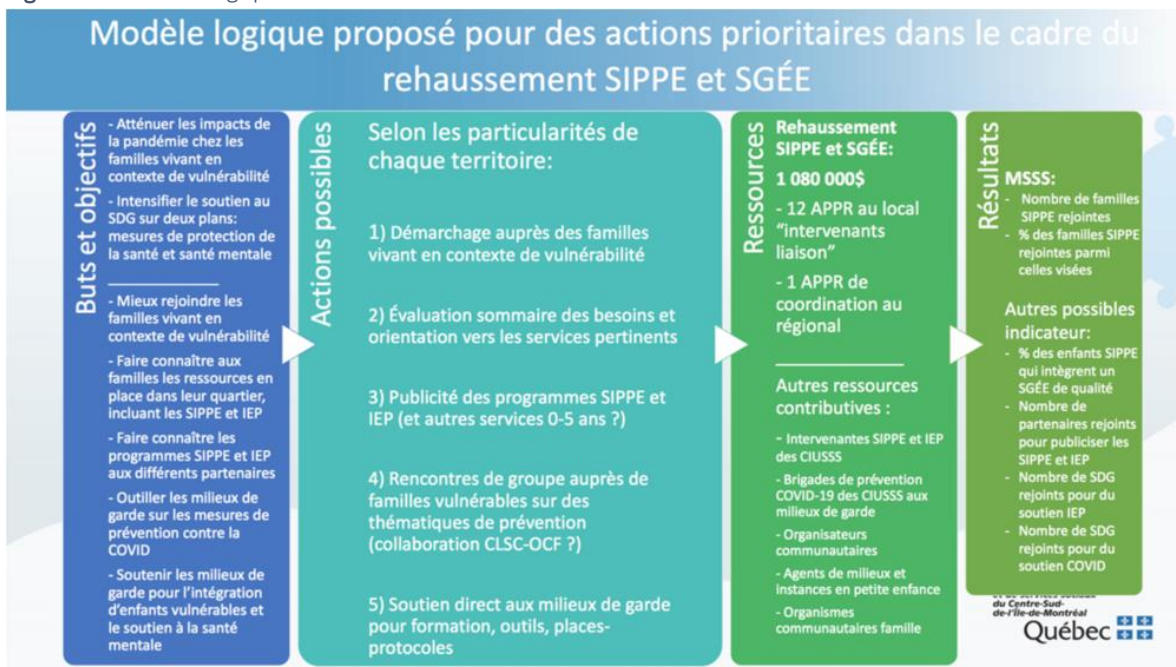 Modèle logique proposé pour des actions prioritaires dans le cadre du
rehaussement SIPPE et SGÉE
Buts et objectifs
- Atténuer les impacts de
la pandémie chez les
familles vivant en
contexte de vulnérabilité
- Intensifier le soutien au
SDG sur deux plans:
mesures de protection de
la santé et santé mentale
- Mieux rejoindre les
familles vivant en
contexte de vulnérabilité
- Faire connaître aux
familles les ressources en
place dans leur quartier,
incluant les SIPPE et IEP
- Faire connaître les
programmes SIPPE et IEP
aux différents partenaires
- Outiller les milieux de
garde sur les mesures de
prévention contre la
COVID
- Soutenir les milieux de
garde pour l'intégration
d'enfants vulnérables et
le soutien à la santé
mentale
Actions possibles
Selon les particularités de
chaque territoire:
1) Démarchage auprès des familles
vivant en contexte de vulnérabilité
2) Évaluation sommaire des besoins et
orientation vers les services pertinents
3) Publicité des programmes SIPPE et
IEP (et autres services 0-5 ans ?)
4) Rencontres de groupe auprès de
familles vulnérables sur des
thématiques de prévention
(collaboration CLSC-OCF ?)
5) Soutien direct aux milieux de garde
pour formation, outils, places-
protocoles
Ressources
Rehaussement
SIPPE et SGÉE:
1 080 000$
- 12 APPR au local
"intervenants
liaison"
- 1 APPR de
coordination au
régional
Autres ressources
contributives :
- Intervenantes SIPPE et IEP
des CIUSSS
- Brigades de prévention
COVID-19 des CIUSSS aux
milieux de garde
- Organisateurs
communautaires
- Agents de milieux et
instances en petite enfance
- Organismes
communautaires famille
Résultats
MSSS:
- Nombre de familles
SIPPE rejointes
- % des familles SIPPE
rejointes parmi
celles visées
Autres possibles
indicateur:
- % des enfants SIPPE
qui intègrent un
SGÉE de qualité
- Nombre de
partenaires rejoints
pour publiciser les
SIPPE et IEP
- Nombre de SDG
rejoints pour du
soutien IEP
- Nombre de SDG
rejoints pour du
soutien COVID
et de services sociaux
du Centre-Sud-
de-l'Île-de-Montréal
Québec